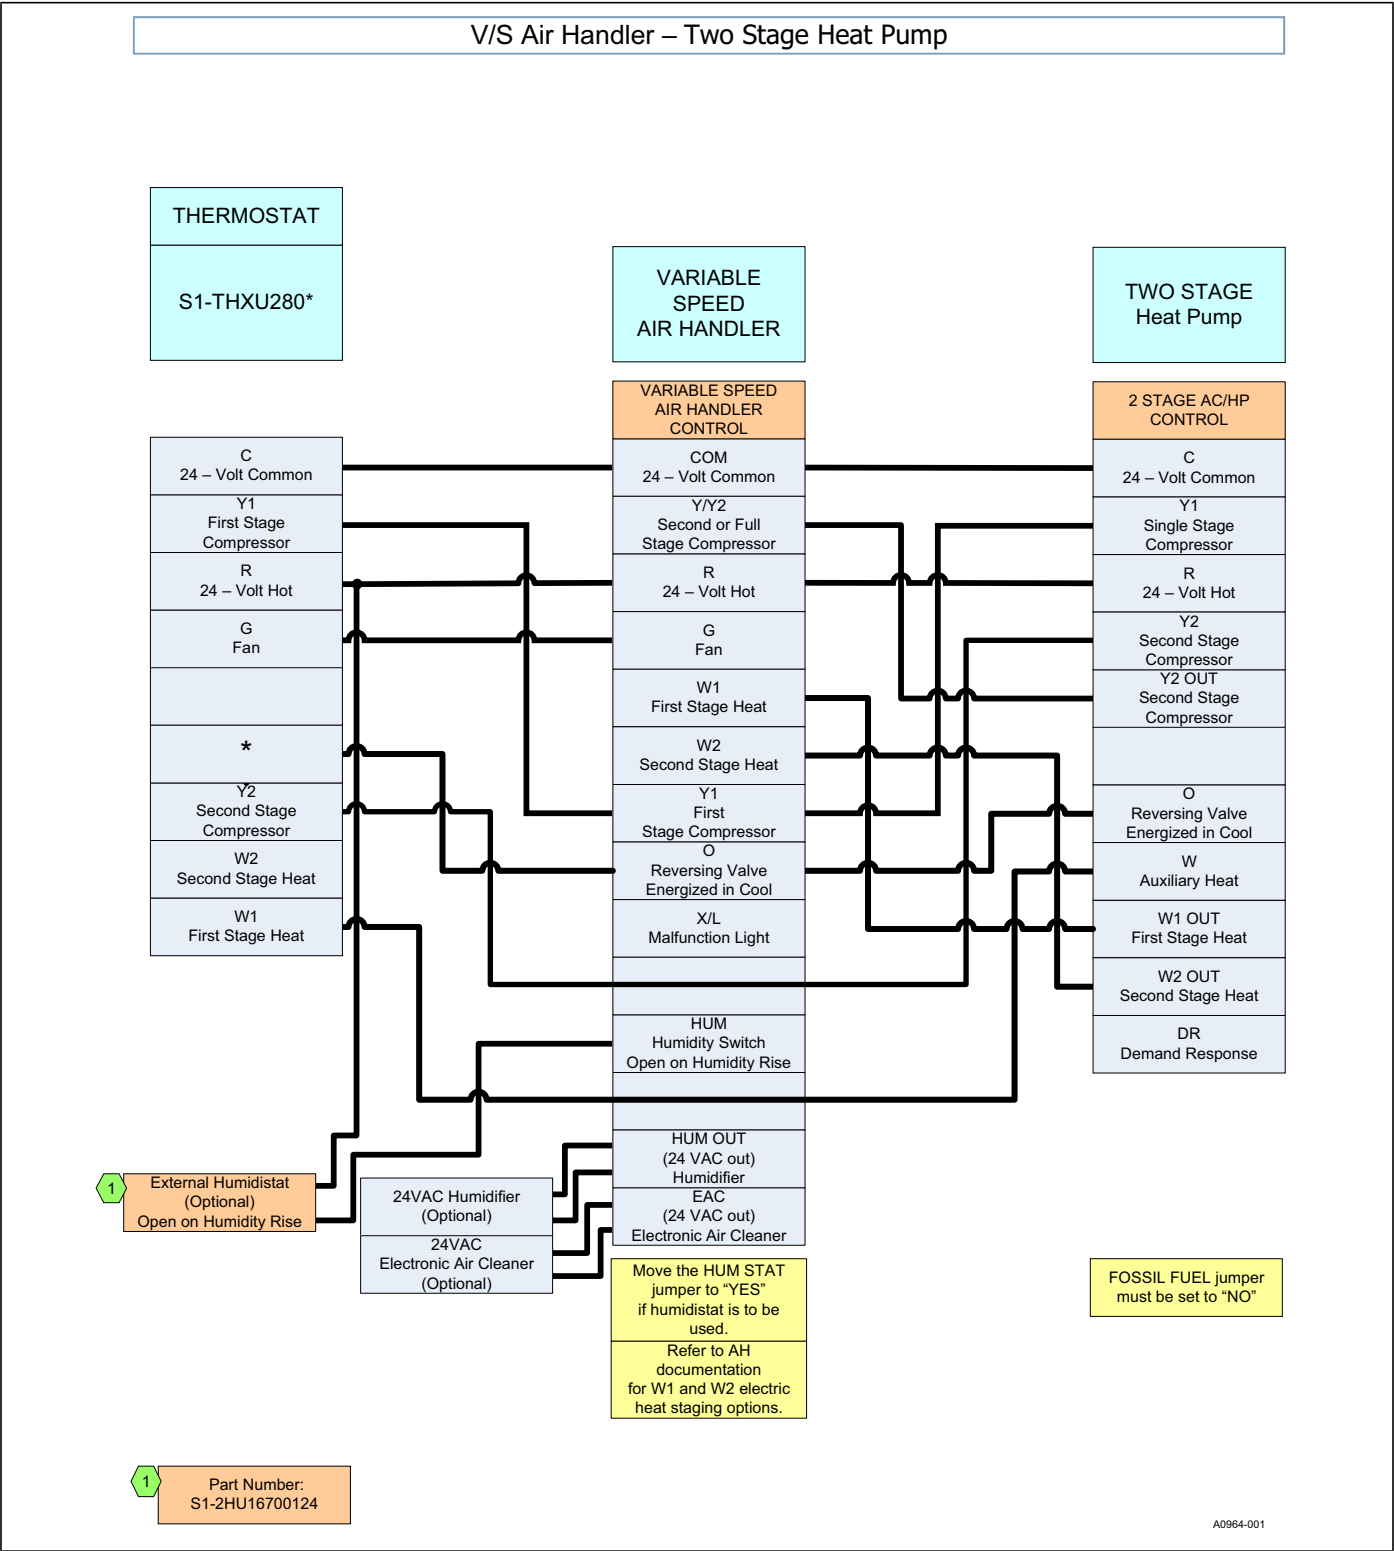 V/S Air Handler – Two Stage Heat Pump
THERMOSTAT
S1-THXU280*
VARIABLE
SPEED
AIR HANDLER
TWO STAGE
Heat Pump
C
24 – Volt Common
Y1
First Stage
Compressor
R
24 – Volt Hot
G
Fan
*
Y2
Second Stage
Compressor
W2
Second Stage Heat
W1
First Stage Heat
VARIABLE SPEED
AIR HANDLER
CONTROL
COM
24 – Volt Common
Y/Y2
Second or Full
Stage Compressor
R
24 – Volt Hot
G
Fan
W1
First Stage Heat
W2
Second Stage Heat
Y1
First
Stage Compressor
O
Reversing Valve
Energized in Cool
X/L
Malfunction Light
HUM
Humidity Switch
Open on Humidity Rise
HUM OUT
(24 VAC out)
Humidifier
EAC
(24 VAC out)
Electronic Air Cleaner
2 STAGE AC/HP
CONTROL
C
24 – Volt Common
Y1
Single Stage
Compressor
R
24 – Volt Hot
Y2
Second Stage
Compressor
Y2 OUT
Second Stage
Compressor
O
Reversing Valve
Energized in Cool
W
Auxiliary Heat
W1 OUT
First Stage Heat
W2 OUT
Second Stage Heat
DR
Demand Response
1
External Humidistat
(Optional)
Open on Humidity Rise
24VAC Humidifier
(Optional)
24VAC
Electronic Air Cleaner
(Optional)
Move the HUM STAT
jumper to “YES”
if humidistat is to be
used.
Refer to AH
documentation
for W1 and W2 electric
heat staging options.
FOSSIL FUEL jumper
must be set to “NO”
1
Part Number:
S1-2HU16700124
A0964-001